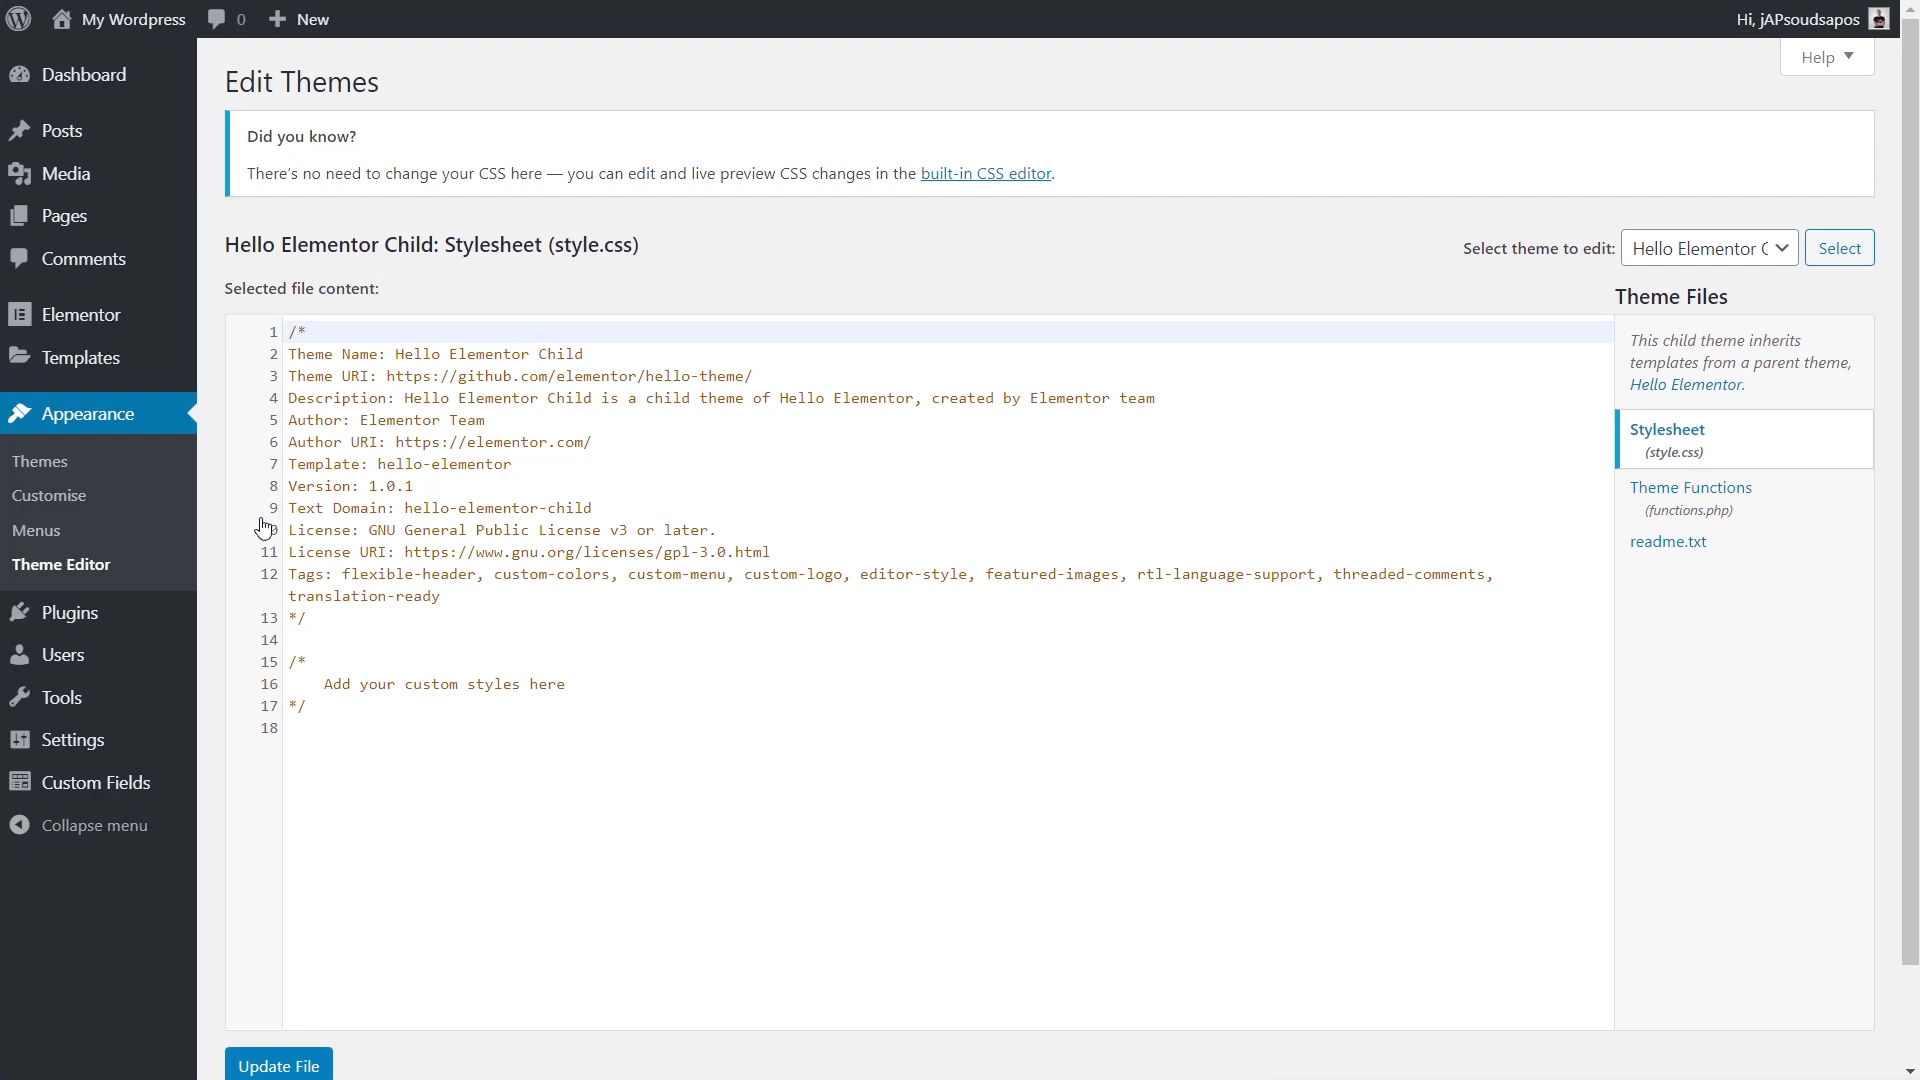 My Wordpress 0 New Hi, jAPsoudsapos
Help
Dashboard
Posts
Media
Pages
Comments
Elementor
Templates
Appearance
Themes
Customise
Menus
Theme Editor
Plugins
Users
Tools
Settings
Custom Fields
Collapse menu
Edit Themes
Did you know?
There's no need to change your CSS here — you can edit and live preview CSS changes in the built-in CSS editor.
Hello Elementor Child: Stylesheet (style.css)
Select theme to edit: Hello Elementor C Select
Selected file content:
1 /*
2 Theme Name: Hello Elementor Child
3 Theme URI: https://github.com/elementor/hello-theme/
4 Description: Hello Elementor Child is a child theme of Hello Elementor, created by Elementor team
5 Author: Elementor Team
6 Author URI: https://elementor.com/
7 Template: hello-elementor
8 Version: 1.0.1
9 Text Domain: hello-elementor-child
License: GNU General Public License v3 or later.
11 License URI: https://www.gnu.org/licenses/gpl-3.0.html
12 Tags: flexible-header, custom-colors, custom-menu, custom-logo, editor-style, featured-images, rtl-language-support, threaded-comments,
translation-ready
13 */
14
15 /*
16 Add your custom styles here
17 */
18
Theme Files
This child theme inherits
templates from a parent theme,
Hello Elementor.
Stylesheet
(style.css)
Theme Functions
(functions.php)
readme.txt
Update File